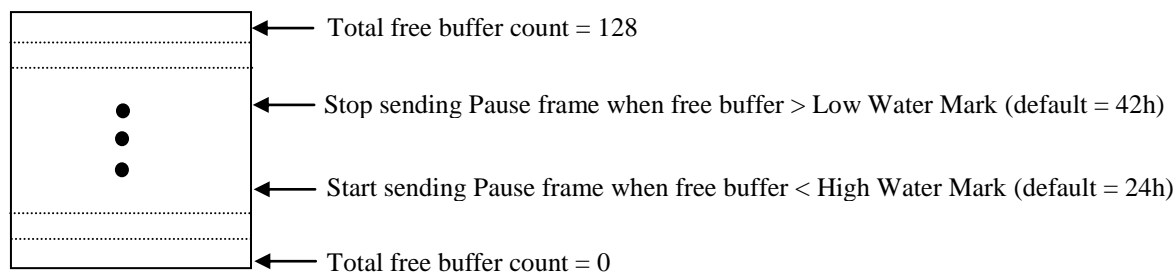 Total free buffer count = 128
Stop sending Pause frame when free buffer > Low Water Mark (default = 42h)
Start sending Pause frame when free buffer < High Water Mark (default = 24h)
Total free buffer count = 0